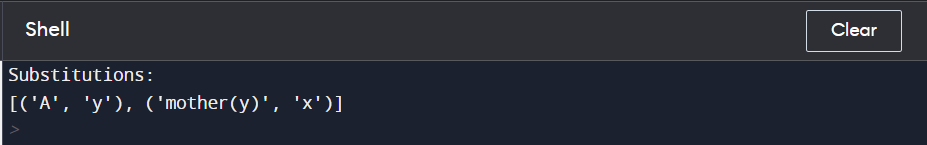 Shell
Clear
Substitutions:
[('A', 'y'), ('mother(y)', 'x')]
>